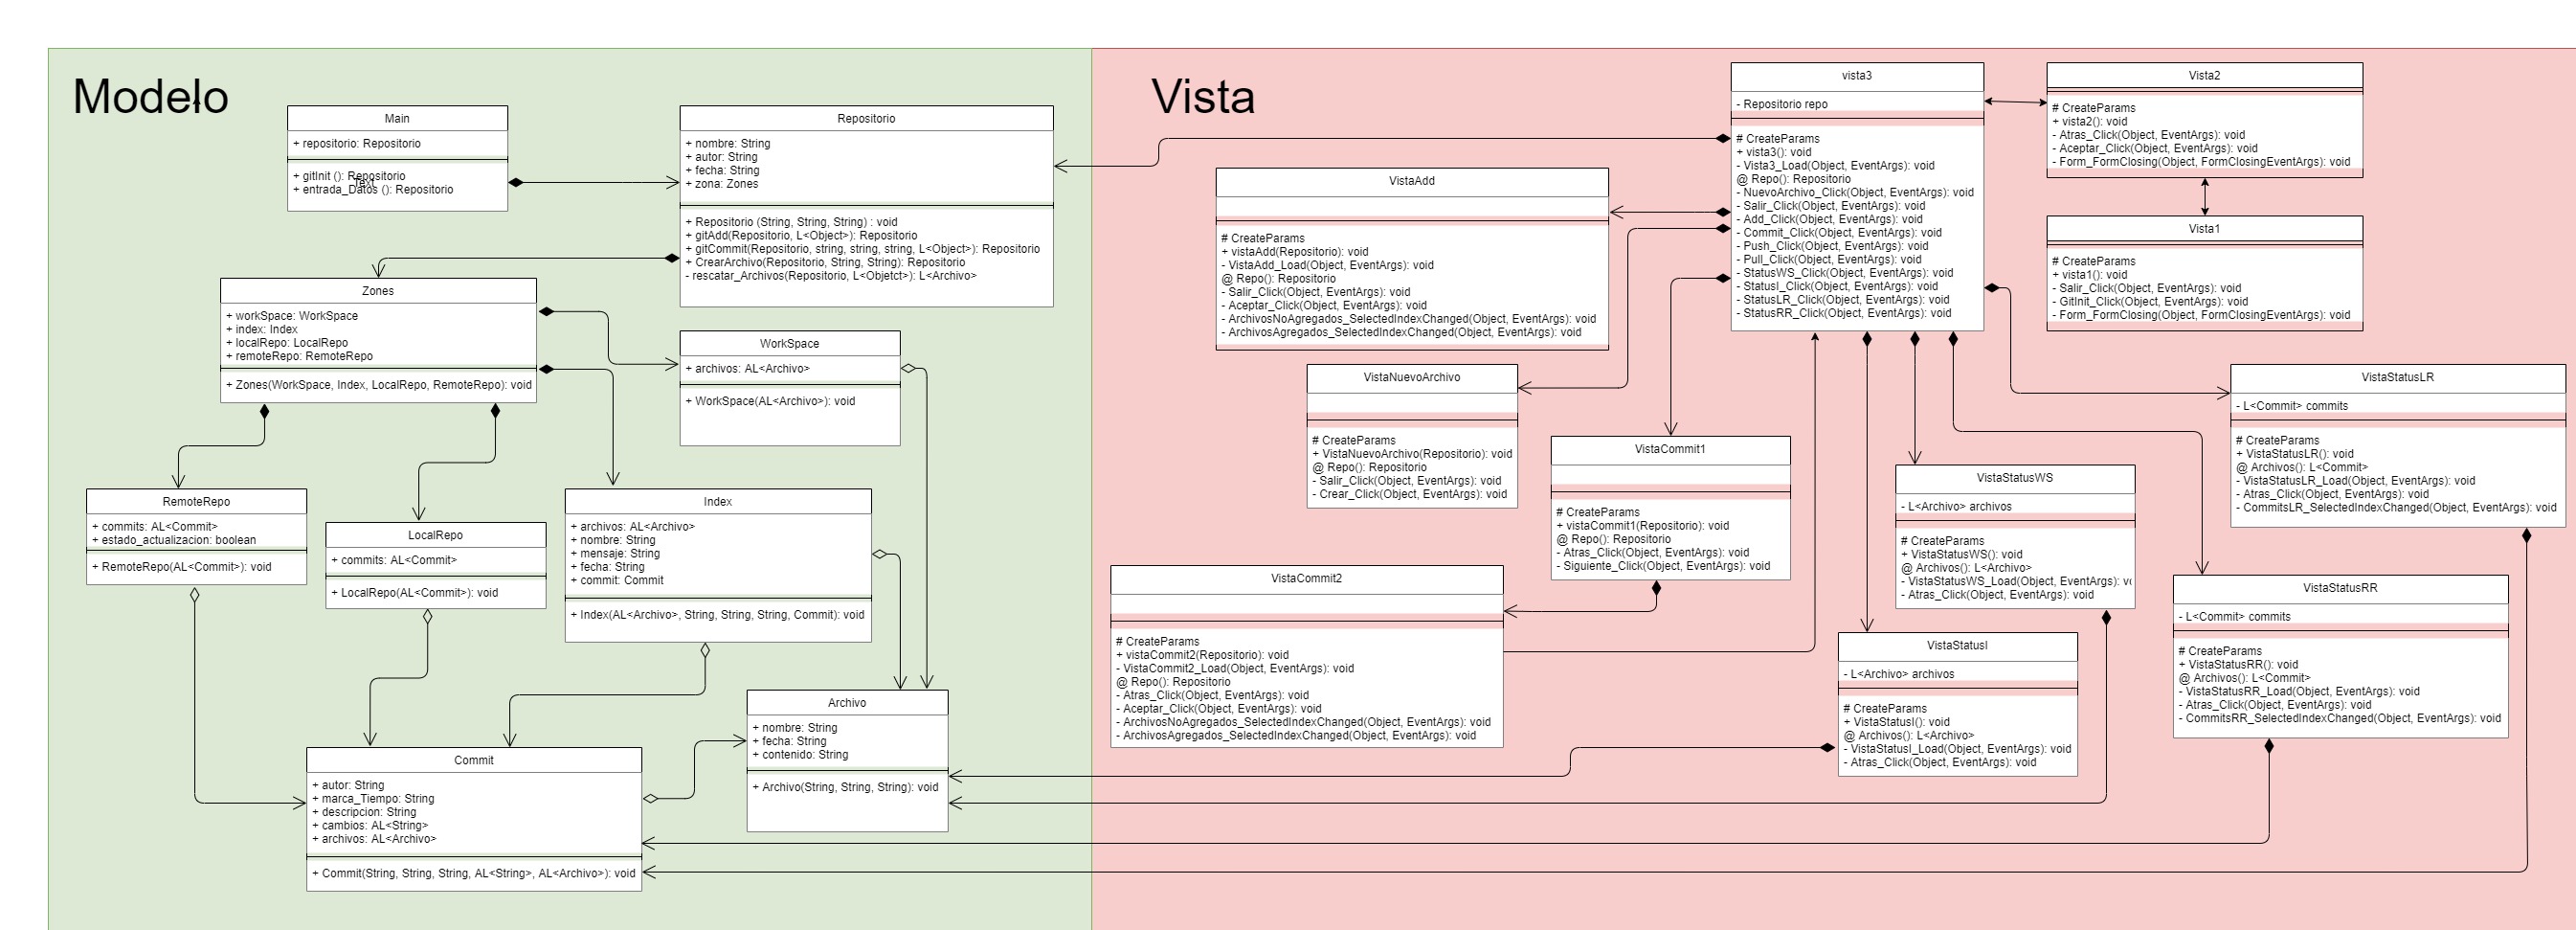 Modelo
Main
+ repositorio: Repositorio
+ gitInit (): Repositorio
Text
+ entrada_Datos (): Repositorio
Repositorio
+ nombre: String
+ autor: String
+ fecha: String
+ zona: Zones
+ Repositorio (String, String, String) : void
+ gitAdd(Repositorio, L<Object>): Repositorio
+ gitCommit(Repositorio, string, string, string, L<Object>): Repositorio
+ CrearArchivo(Repositorio, String, String): Repositorio
- rescatar_Archivos(Repositorio, L<Objetct>): L<Archivo>
Zones
+ workSpace: WorkSpace
+ index: Index
+ localRepo: LocalRepo
+ remoteRepo: RemoteRepo
+ Zones(WorkSpace, Index, LocalRepo, RemoteRepo): void
WorkSpace
+ archivos: AL<Archivo>
+ WorkSpace(AL<Archivo>): void
RemoteRepo
+ commits: AL<Commit>
+ estado_actualizacion: boolean
+ RemoteRepo(AL<Commit>): void
LocalRepo
+ commits: AL<Commit>
+ LocalRepo(AL<Commit>): void
Index
+ archivos: AL<Archivo>
+ nombre: String
+ mensaje: String
+ fecha: String
+ commit: Commit
+ Index(AL<Archivo>, String, String, String, Commit): void
Archivo
+ nombre: String
+ fecha: String
+ contenido: String
+ Archivo(String, String, String): void
Commit
+ autor: String
+ marca_Tiempo: String
+ descripcion: String
+ cambios: AL<String>
+ archivos: AL<Archivo>
+ Commit(String, String, String, AL<String>, AL<Archivo>): void
Vista
vista3
- Repositorio repo
# CreateParams
+ vista3(): void
- Vista3_Load(Object, EventArgs): void
@ Repo(): Repositorio
- NuevoArchivo_Click(Object, EventArgs): void
- Salir_Click(Object, EventArgs): void
- Add_Click(Object, EventArgs): void
- Commit_Click(Object, EventArgs): void
- Push_Click(Object, EventArgs): void
- Pull_Click(Object, EventArgs): void
- StatusWS_Click(Object, EventArgs): void
- StatusI_Click(Object, EventArgs): void
- StatusLR_Click(Object, EventArgs): void
- StatusRR_Click(Object, EventArgs): void
Vista2
# CreateParams
+ vista2(): void
- Atras_Click(Object, EventArgs): void
- Aceptar_Click(Object, EventArgs): void
- Form_FormClosing(Object, FormClosingEventArgs): void
Vista1
# CreateParams
+ vista1(): void
- Salir_Click(Object, EventArgs): void
- GitInit_Click(Object, EventArgs): void
- Form_FormClosing(Object, FormClosingEventArgs): void
VistaAdd
# CreateParams
+ vistaAdd(Repositorio): void
- VistaAdd_Load(Object, EventArgs): void
@ Repo(): Repositorio
- Salir_Click(Object, EventArgs): void
- Aceptar_Click(Object, EventArgs): void
- ArchivosNoAgregados_SelectedIndexChanged(Object, EventArgs): void
- ArchivosAgregados_SelectedIndexChanged(Object, EventArgs): void
VistaNuevoArchivo
# CreateParams
+ VistaNuevoArchivo(Repositorio): void
@ Repo(): Repositorio
- Salir_Click(Object, EventArgs): void
- Crear_Click(Object, EventArgs): void
VistaCommit1
# CreateParams
+ vistaCommit1(Repositorio): void
@ Repo(): Repositorio
- Atras_Click(Object, EventArgs): void
- Siguiente_Click(Object, EventArgs): void
VistaCommit2
# CreateParams
+ vistaCommit2(Repositorio): void
- VistaCommit2_Load(Object, EventArgs): void
@ Repo(): Repositorio
- Atras_Click(Object, EventArgs): void
- Aceptar_Click(Object, EventArgs): void
- ArchivosNoAgregados_SelectedIndexChanged(Object, EventArgs): void
- ArchivosAgregados_SelectedIndexChanged(Object, EventArgs): void
VistaStatusLR
- L<Commit> commits
# CreateParams
+ VistaStatusLR(): void
@ Archivos(): L<Commit>
- VistaStatusLR_Load(Object, EventArgs): void
- Atras_Click(Object, EventArgs): void
- CommitsLR_SelectedIndexChanged(Object, EventArgs): void
VistaStatusWS
- L<Archivo> archivos
# CreateParams
+ VistaStatusWS(): void
@ Archivos(): L<Archivo>
- VistaStatusWS_Load(Object, EventArgs):
- Atras_Click(Object, EventArgs): void
VistaStatusRR
- L<Commit> commits
# CreateParams
+ VistaStatusRR(): void
@ Archivos(): L<Commit>
- VistaStatusRR_Load(Object, EventArgs): void
- Atras_Click(Object, EventArgs): void
- CommitsRR_SelectedIndexChanged(Object, EventArgs): void
VistaStatusI
- L<Archivo> archivos
# CreateParams
+ VistaStatusI(): void
@ Archivos(): L<Archivo>
- VistaStatusI_Load(Object, EventArgs): void
- Atras_Click(Object, EventArgs): void